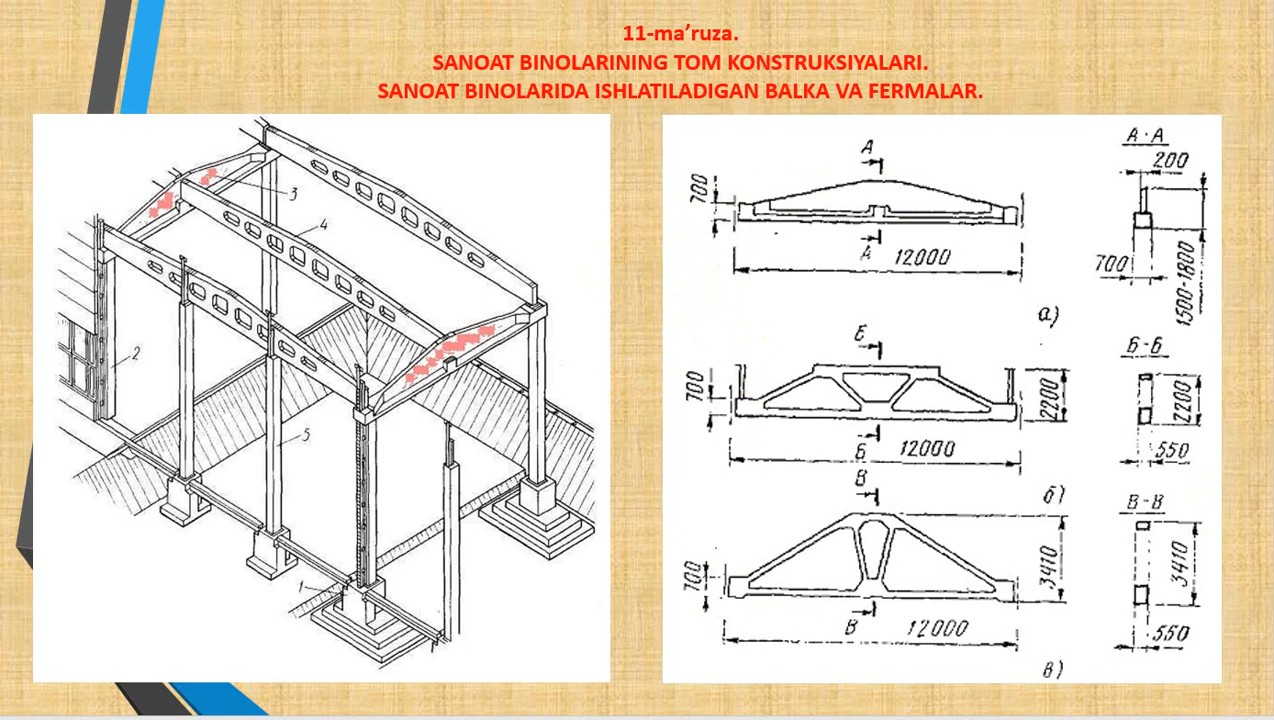 11-ma’ruza.
SANOAT BINOLARINING TOM KONSTRUKSIYALARI.
SANOAT BINOLARIDA ISHLATILADIGAN BALKA VA FERMALAR.
3
4
2
5
1
А
А-А
200
700
А
12000
700
1500-1800
а)
Б
Б-Б
700
2200
2200
Б
12000
550
б)
В
В-В
700
3410
3410
В
12000
550
в)